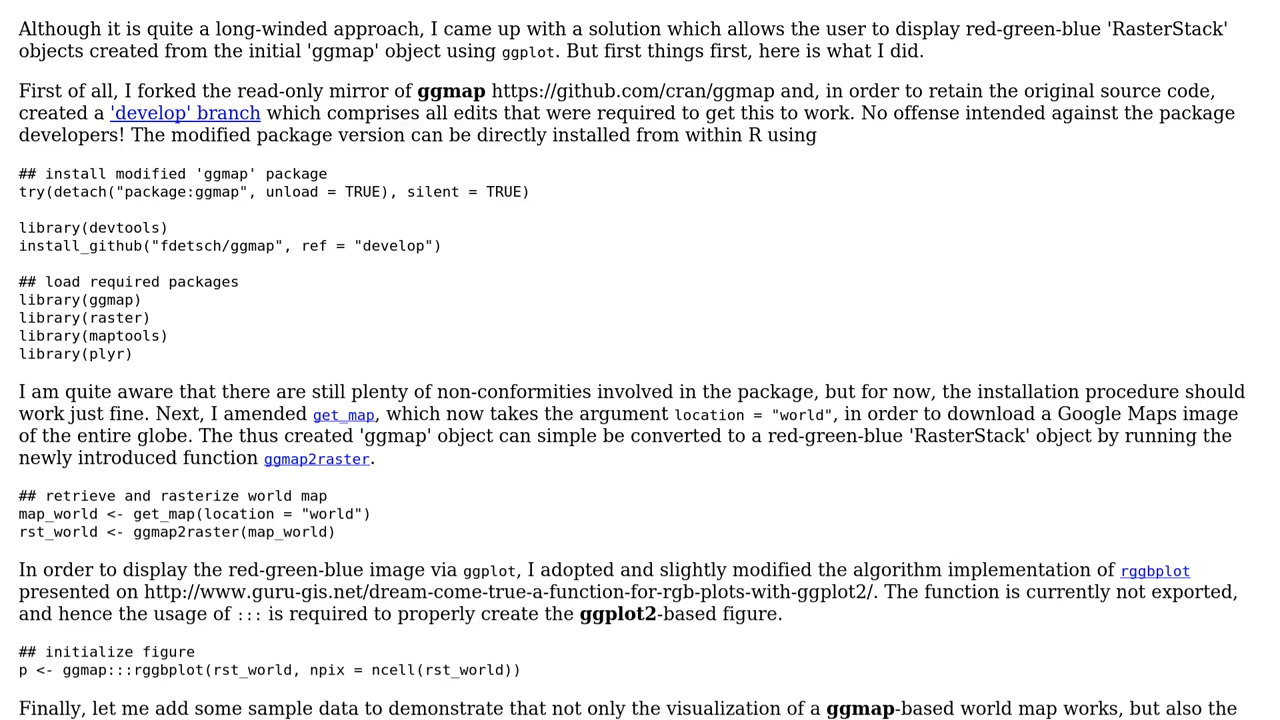 Although it is quite a long-winded approach, I came up with a solution which allows the user to display red-green-blue 'RasterStack'
objects created from the initial 'ggmap' object using ggplot. But first things first, here is what I did.
First of all, I forked the read-only mirror of ggmap https://github.com/cran/ggmap and, in order to retain the original source code,
created a 'develop' branch which comprises all edits that were required to get this to work. No offense intended against the package
developers! The modified package version can be directly installed from within R using
## install modified 'ggmap' package
try(detach("package:ggmap", unload = TRUE), silent = TRUE)
library(devtools)
install_github("fdetsch/ggmap", ref = "develop")
## load required packages
library(ggmap)
library(raster)
library(maptools)
library(plyr)
I am quite aware that there are still plenty of non-conformities involved in the package, but for now, the installation procedure should
work just fine. Next, I amended get_map, which now takes the argument location = "world", in order to download a Google Maps image
of the entire globe. The thus created 'ggmap' object can simple be converted to a red-green-blue 'RasterStack' object by running the
newly introduced function ggmap2raster.
## retrieve and rasterize world map
map_world <- get_map(location = "world")
rst_world <- ggmap2raster(map_world)
In order to display the red-green-blue image via ggplot, I adopted and slightly modified the algorithm implementation of rggbplot
presented on http://www.guru-gis.net/dream-come-true-a-function-for-rgb-plots-with-ggplot2/. The function is currently not exported,
and hence the usage of ::: is required to properly create the ggplot2-based figure.
## initialize figure
p <- ggmap:::rggbplot(rst_world, npix = ncell(rst_world))
Finally, let me add some sample data to demonstrate that not only the visualization of a ggmap-based world map works, but also the